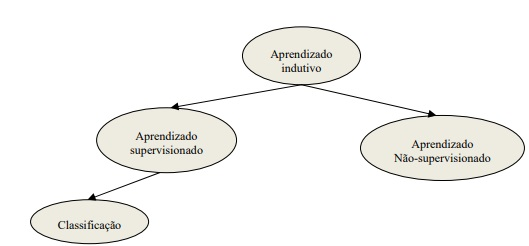 Aprendizado
indutivo
Aprendizado
supervisionado
Aprendizado
Não-supervisionado
Classificação